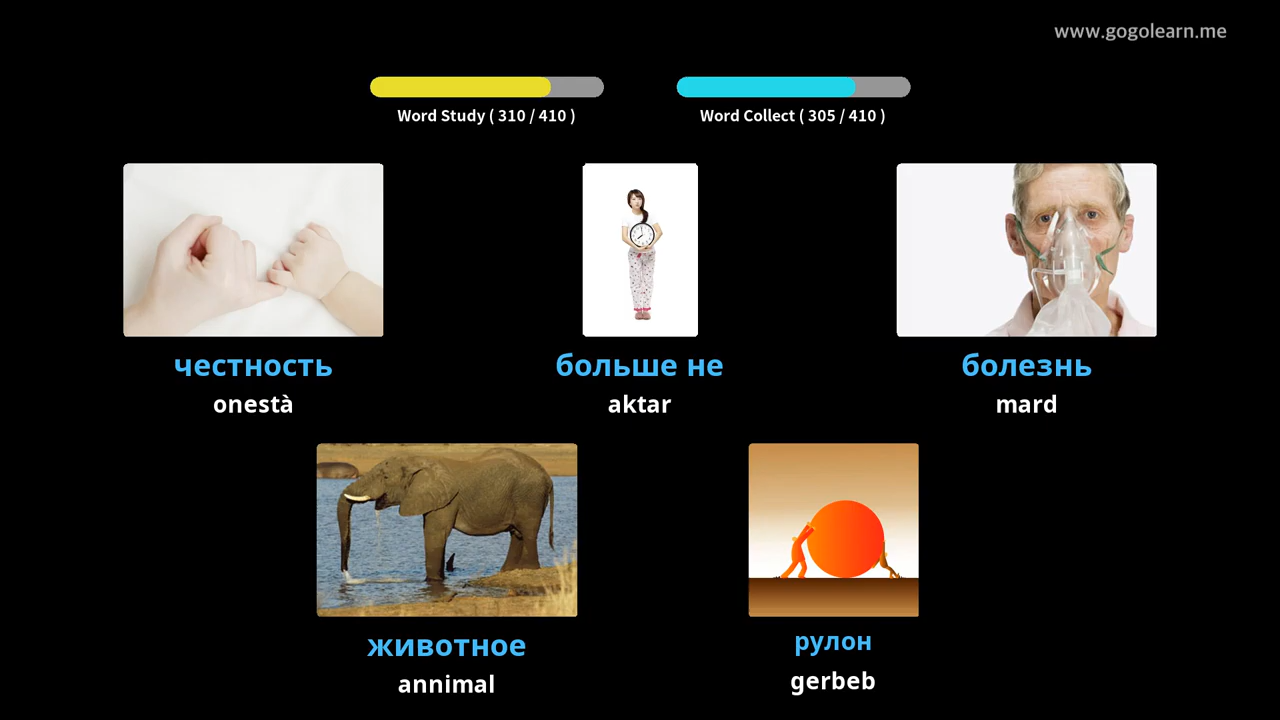 www.gogolearn.me
Word Study ( 310 / 410 )
Word Collect ( 305 / 410 )
честность
onestà
больше не
aktar
болезнь
mard
животное
annimal
рулон
gerbeb